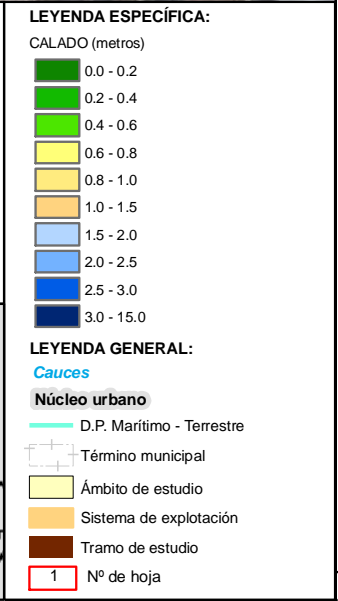 LEYENDA ESPECÍFICA:
CALADO (metros)
0.0 - 0.2
0.2 - 0.4
0.4 - 0.6
0.6 - 0.8
0.8 - 1.0
1.0 - 1.5
1.5 - 2.0
2.0 - 2.5
2.5 - 3.0
3.0 - 15.0
LEYENDA GENERAL:
Cauces
Núcleo urbano
D.P. Marítimo - Terrestre
Término municipal
Ámbito de estudio
Sistema de explotación
Tramo de estudio
1 Nº de hoja